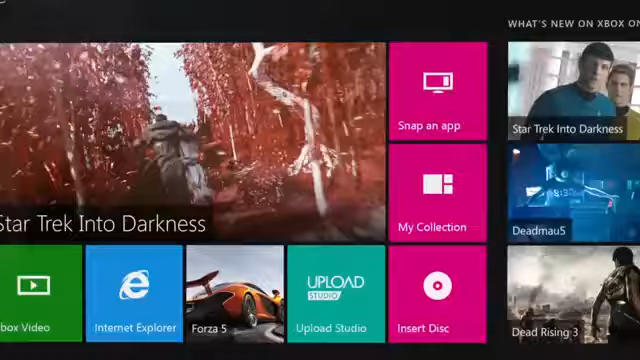 WHAT'S NEW ON XBOX ON
Snap an app
Star Trek Into Darkness
My Collection
Star Trek Into Darkness
Deadmau5
box Video
Internet Explorer
Forza 5
UPLOAD
STUDIO
Upload Studio
Insert Disc
Dead Rising 3